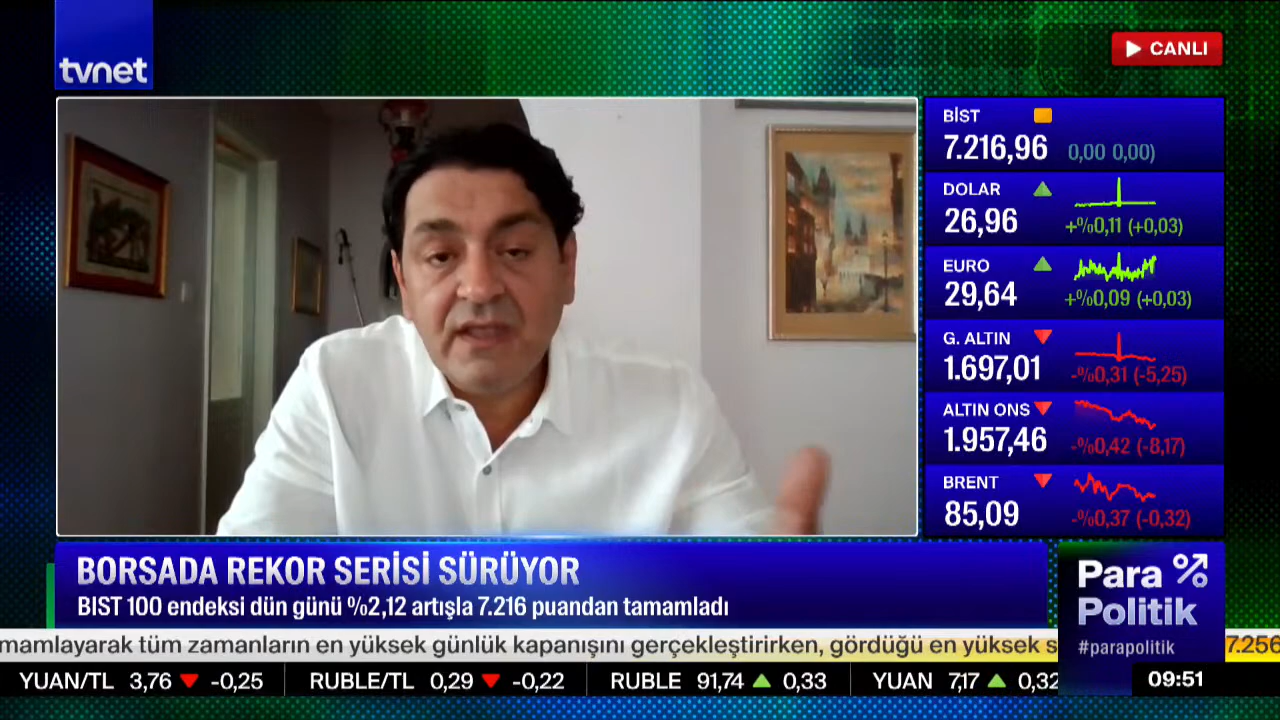 tvnet
CANLI
BİST
7.216,96 0,00 0,00)
DOLAR
26,96 +%0,11 (+0,03)
EURO
29,64 +%0,09 (+0,03)
G. ALTIN
1.697,01 -%0,31 (-5,25)
ALTIN ONS
1.957,46 -%0,42 (-8,17)
BRENT
85,09 -%0,37 (-0,32)
BORSADA REKOR SERİSİ SÜRÜYOR
BIST 100 endeksi dün günü %2,12 artışla 7.216 puandan tamamladı
Para
Politik
#parapolitik
mamlayarak tüm zamanların en yüksek günlük kapanışını gerçekleştirirken, gördüğü en yüksek s 7.256
YUAN/TL 3,76 -0,25 RUBLE/TL 0,29 -0,22 RUBLE 91,74 0,33 YUAN 7,17 0,32
09:51